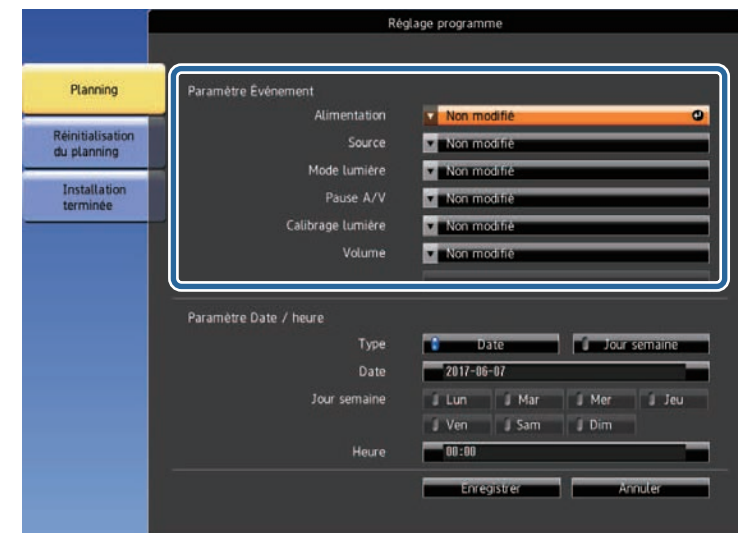 Réglage programme
Planning
Réinitialisation
du planning
Installation
terminée
Paramètre Événement
Alimentation Non modifié
Source Non modifié
Mode lumière Non modifié
Pause A/V Non modifié
Calibrage lumière Non modifié
Volume Non modifié
Paramètre Date / heure
Type Date Jour semaine
Date 2017-06-07
Jour semaine Lun Mar Mer Jeu
Ven Sam Dim
Heure 00:00
Enregistrer Annuler